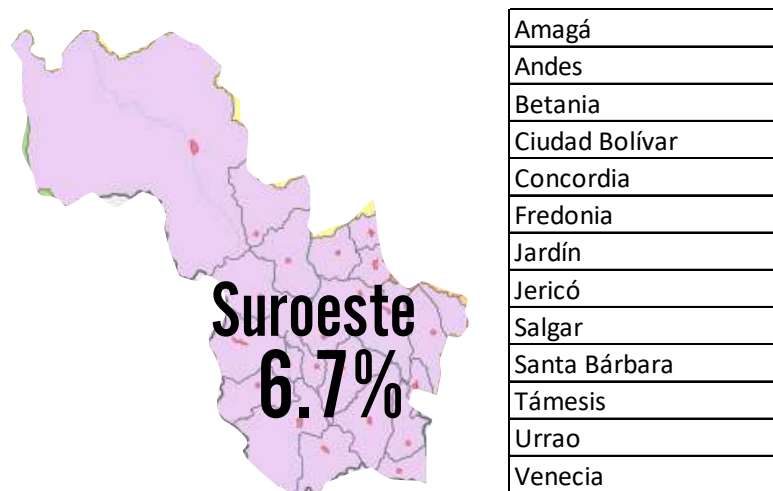 Suroeste
6.7%
Amagá
Andes
Betania
Ciudad Bolívar
Concordia
Fredonia
Jardín
Jericó
Salgar
Santa Bárbara
Támesis
Urrao
Venecia